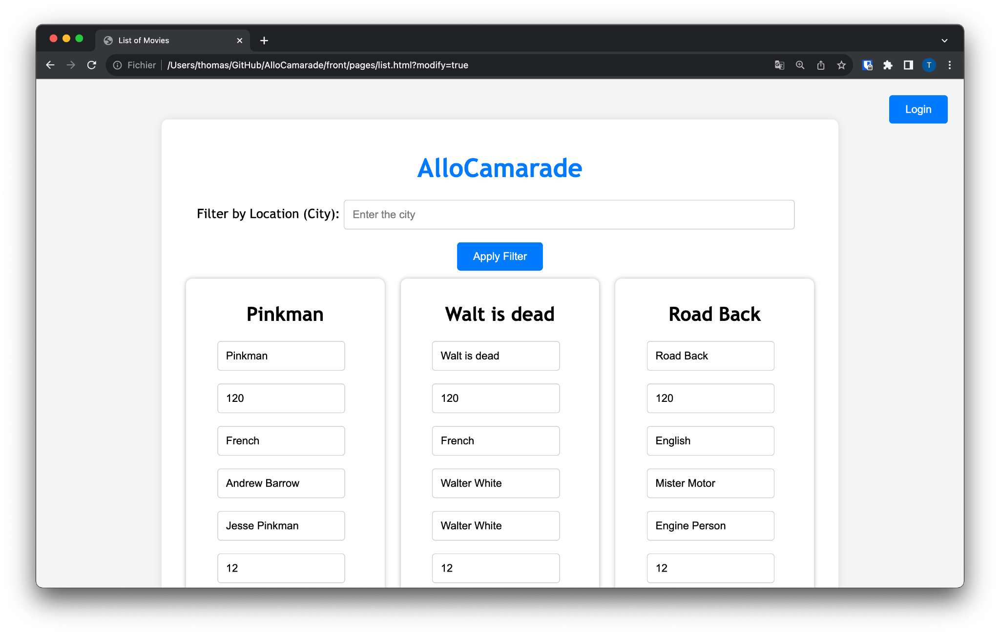 List of Movies
Fichier /Users/thomas/GitHub/AlloCamarade/front/pages/list.html?modify=true
T
Login
AlloCamarade
Filter by Location (City): Enter the city
Apply Filter
Pinkman
Pinkman
120
French
Andrew Barrow
Jesse Pinkman
12
Walt is dead
Walt is dead
120
French
Walter White
Walter White
12
Road Back
Road Back
120
English
Mister Motor
Engine Person
12